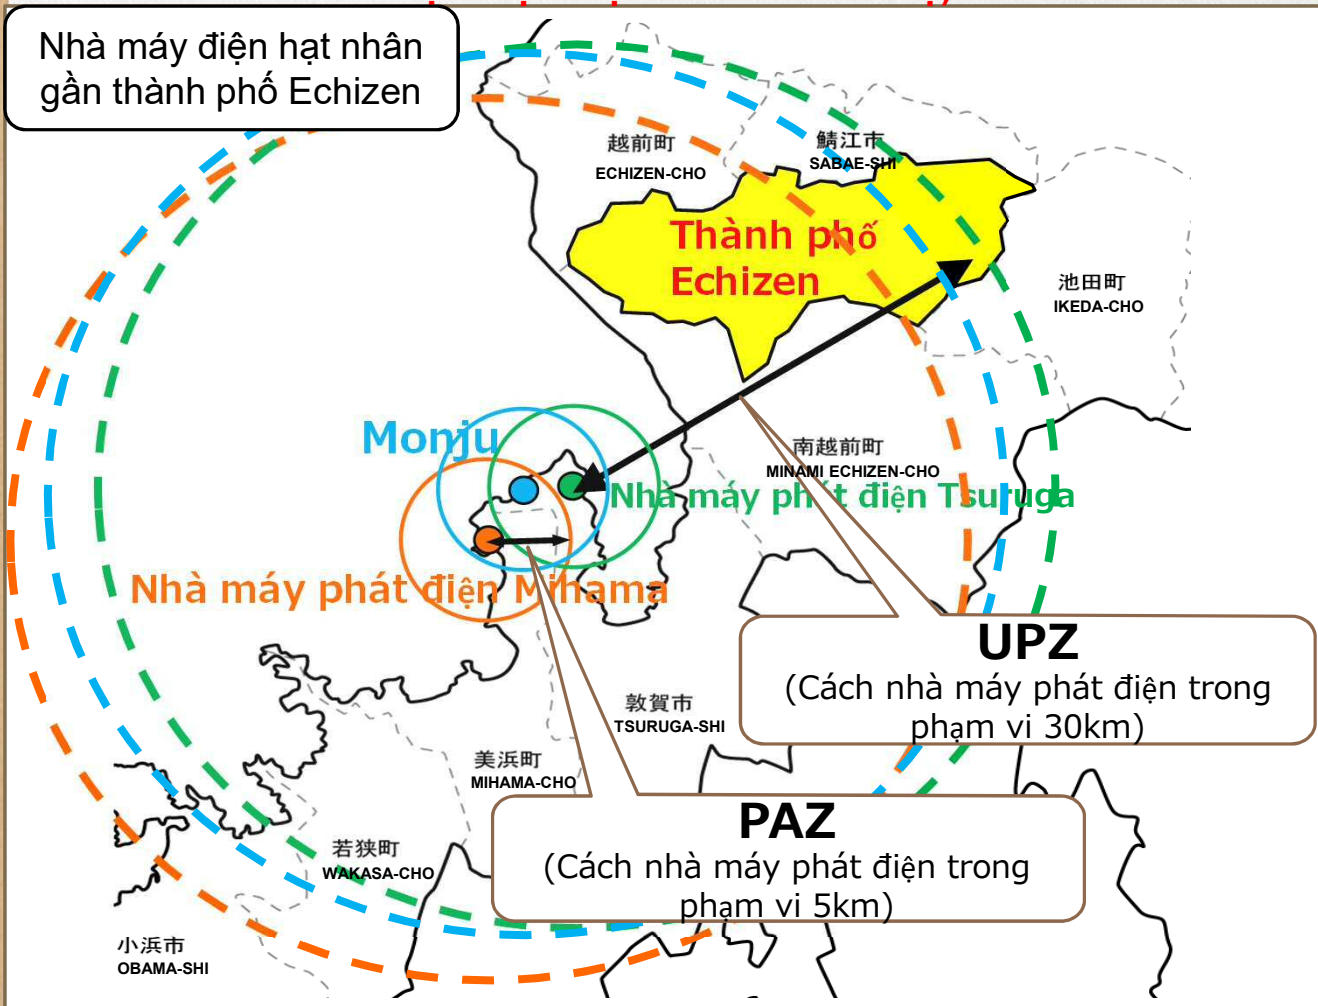 Nhà máy điện hạt nhân
gần thành phố Echizen
越前町
ECHIZEN-CHO
鯖江市
SABAE-SHI
Thành phố
Echizen
池田町
IKEDA-CHO
Monju
南越前町
MINAMI ECHIZEN-CHO
Nhà máy phát điện Tsuruga
Nhà máy phát điện Mihama
UPZ
(Cách nhà máy phát điện trong
phạm vi 30km)
敦賀市
TSURUGA-SHI
美浜町
MIHAMA-CHO
PAZ
(Cách nhà máy phát điện trong
phạm vi 5km)
若狭町
WAKASA-CHO
小浜市
OBAMA-SHI